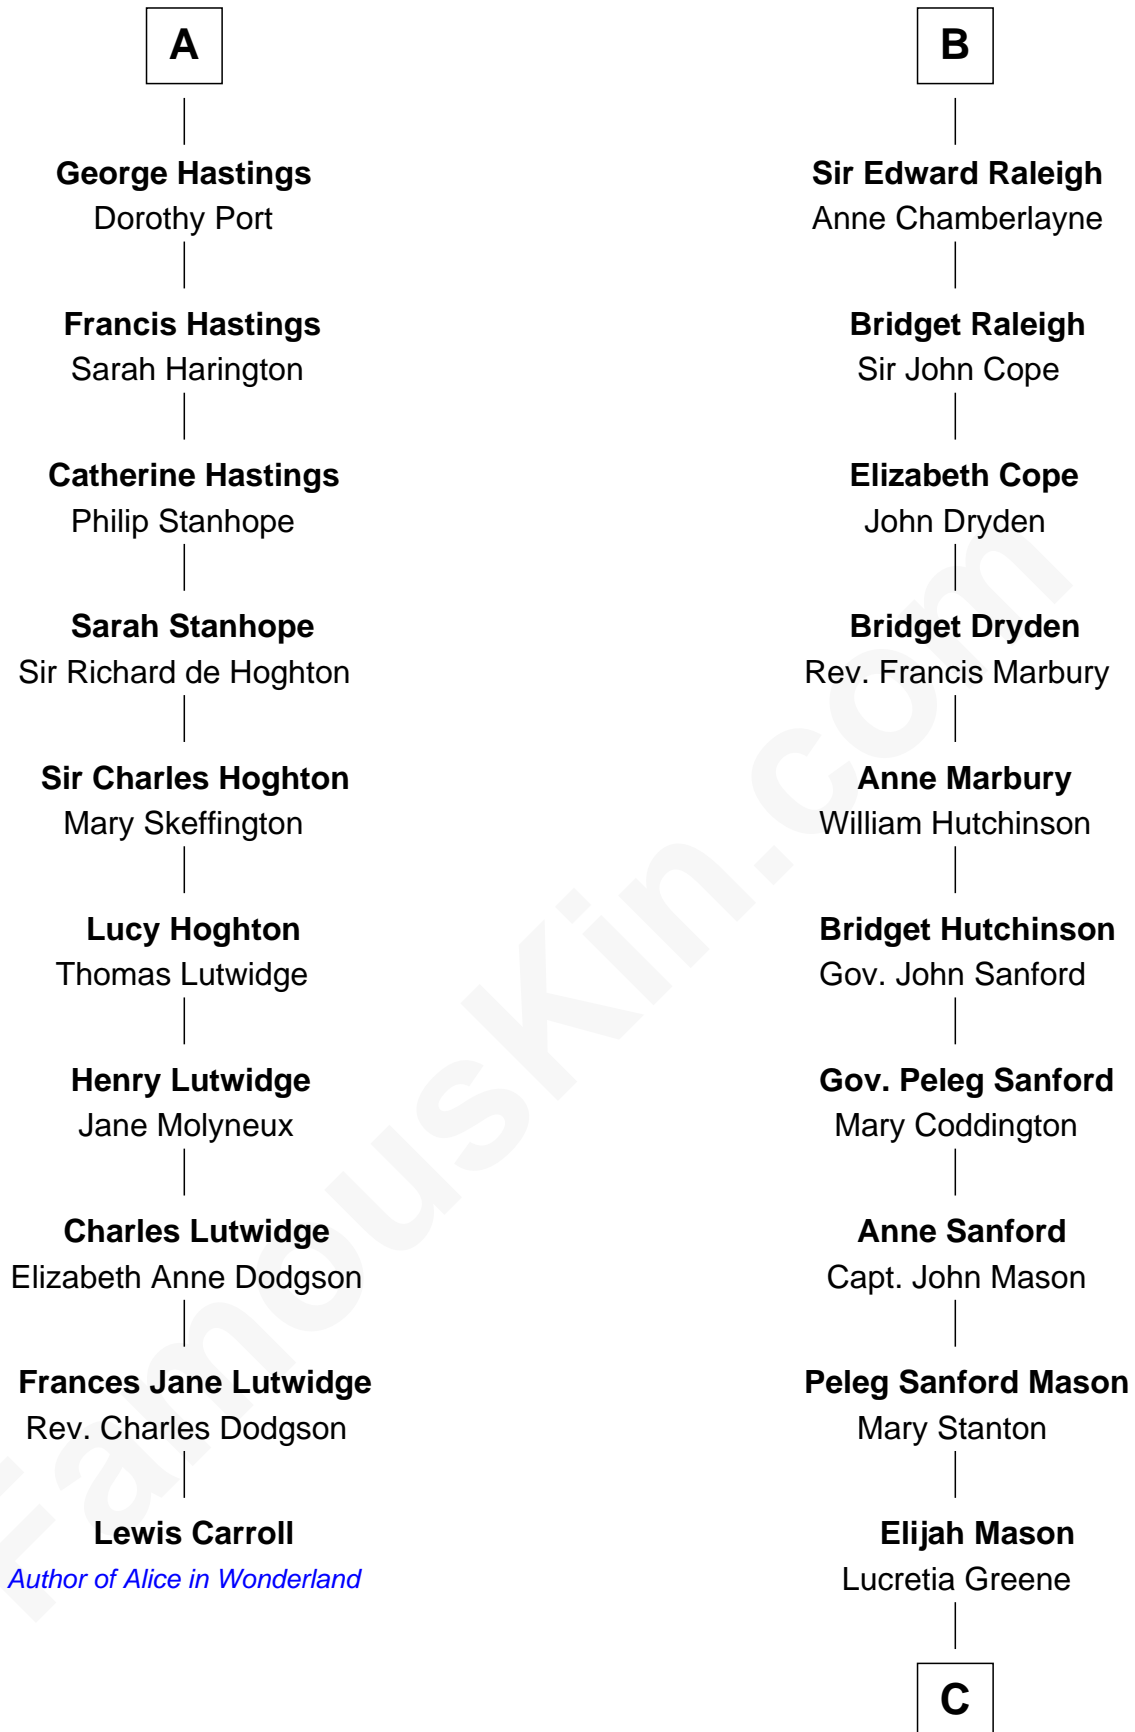 A
George Hastings
Dorothy Port
Francis Hastings
Sarah Harington
Catherine Hastings
Philip Stanhope
Sarah Stanhope
Sir Richard de Hoghton
Sir Charles Hoghton
Mary Skeffington
Lucy Hoghton
Thomas Lutwidge
Henry Lutwidge
Jane Molyneux
Charles Lutwidge
Elizabeth Anne Dodgson
Frances Jane Lutwidge
Rev. Charles Dodgson
Lewis Carroll
Author of Alice in Wonderland
B
Sir Edward Raleigh
Anne Chamberlayne
Bridget Raleigh
Sir John Cope
Elizabeth Cope
John Dryden
Bridget Dryden
Rev. Francis Marbury
Anne Marbury
William Hutchinson
Bridget Hutchinson
Gov. John Sanford
Gov. Peleg Sanford
Mary Coddington
Anne Sanford
Capt. John Mason
Peleg Sanford Mason
Mary Stanton
Elijah Mason
Lucretia Greene
C
FamousKin.com